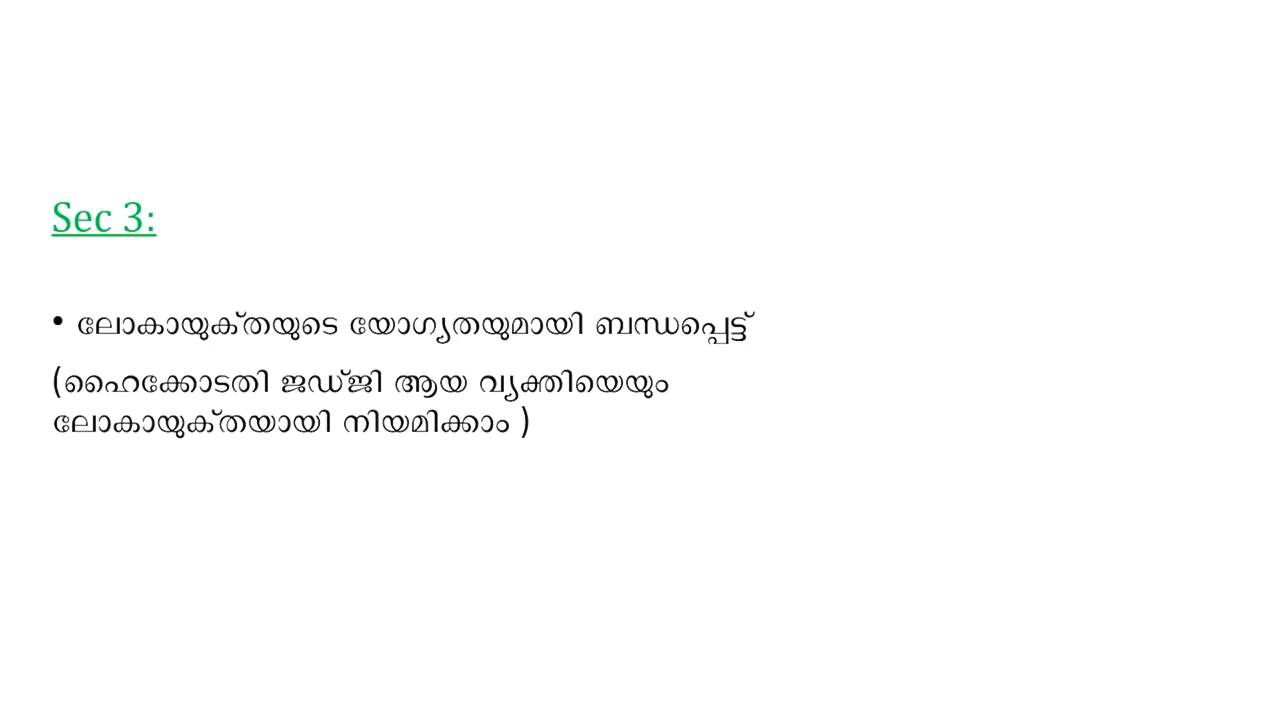 Sec 3:
• ലോകായുക്‌തയുടെ യോഗ്യതയുമായി ബന്ധപ്പെട്ട്
(ഹൈക്കോടതി ജഡ്‌ജി ആയ വ്യക്തിയെയും
ലോകായുക്‌തയായി നിയമിക്കാം )